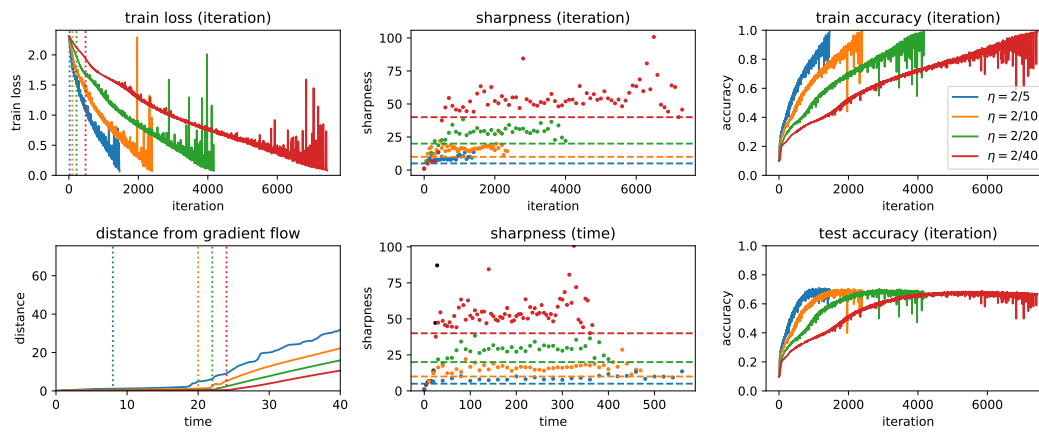 train loss (iteration)
train loss
2.0
1.5
1.0
0.5
0.0
0 2000 4000 6000
iteration
sharpness (iteration)
sharpness
100
75
50
25
0
0 2000 4000 6000
iteration
train accuracy (iteration)
accuracy
1.0
0.8
0.6
0.4
0.2
0.0
η = 2/5
η = 2/10
η = 2/20
η = 2/40
0 2000 4000 6000
iteration
distance from gradient flow
distance
60
40
20
0
0 10 20 30 40
time
sharpness (time)
sharpness
100
75
50
25
0
0 100 200 300 400 500
time
test accuracy (iteration)
accuracy
1.0
0.8
0.6
0.4
0.2
0.0
0 2000 4000 6000
iteration